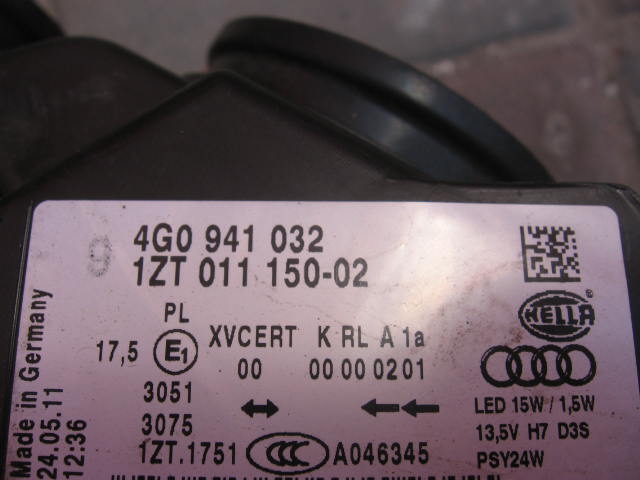 9
4G0 941 032
1ZT 011 150-02
HELLA
PL
17,5 E1
XVCERT K RL A 1a
00 00 00 0201
3051
3075
1ZT.1751
CCC A046345
LED 15W / 1,5W
13,5V H7 D3S
PSY24W
Made in Germany
24.05.11
12:36